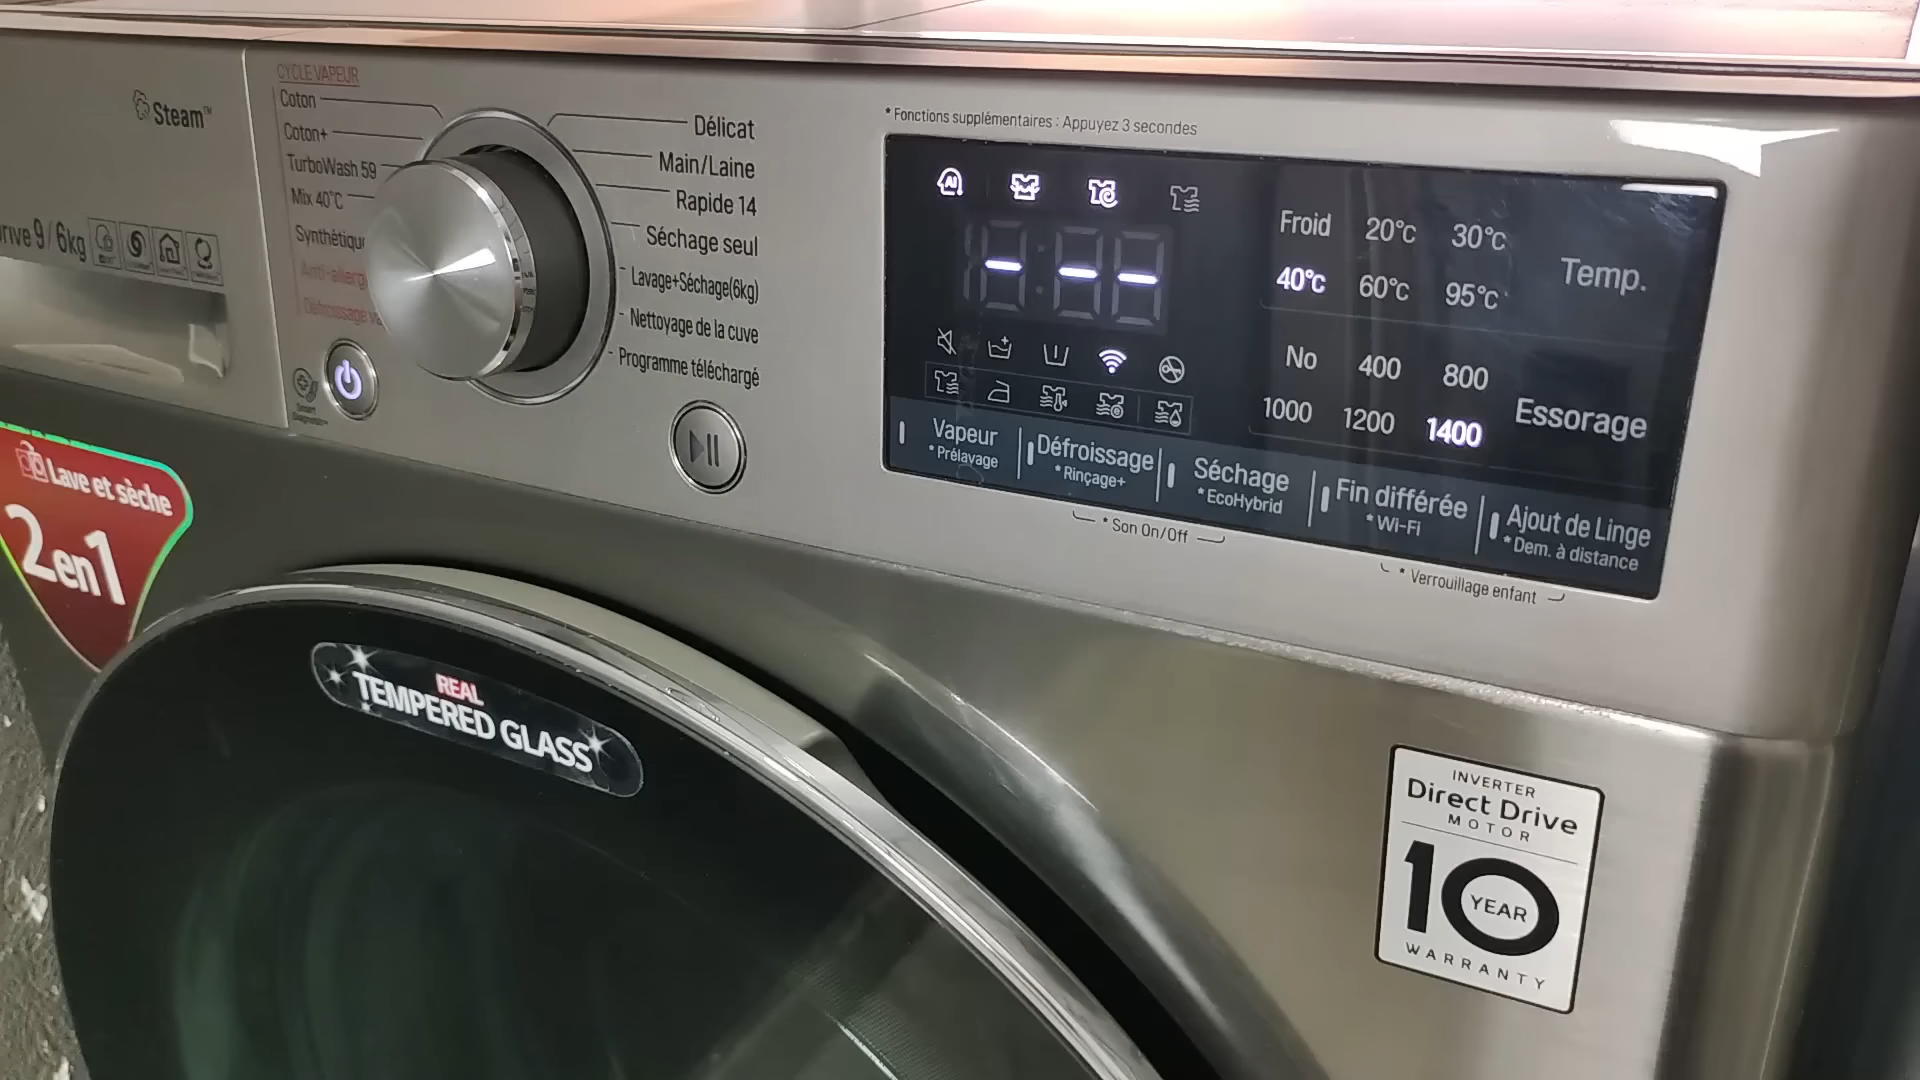 Steam™
9/6kg
Lave et sèche
2en1
CYCLE VAPEUR
Coton
Coton+
TurboWash 59
Mix 40°C
Délicat
Main/Laine
Rapide 14
Séchage seul
Lavage+Séchage(6kg)
Nettoyage de la cuve
Programme téléchargé
* Fonctions supplémentaires : Appuyez 3 secondes
AI
---
Froid 20°C 30°C
40°C 60°C 95°C
Temp.
No 400 800
1000 1200 1400
Essorage
Vapeur
* Prélavage
Défroissage
* Rinçage+
Séchage
* EcoHybrid
Fin différée
* Wi-Fi
Ajout de Linge
* Dem. à distance
* Son On/Off
* Verrouillage enfant
REAL
TEMPERED GLASS
INVERTER
Direct Drive
MOTOR
10
YEAR
WARRANTY